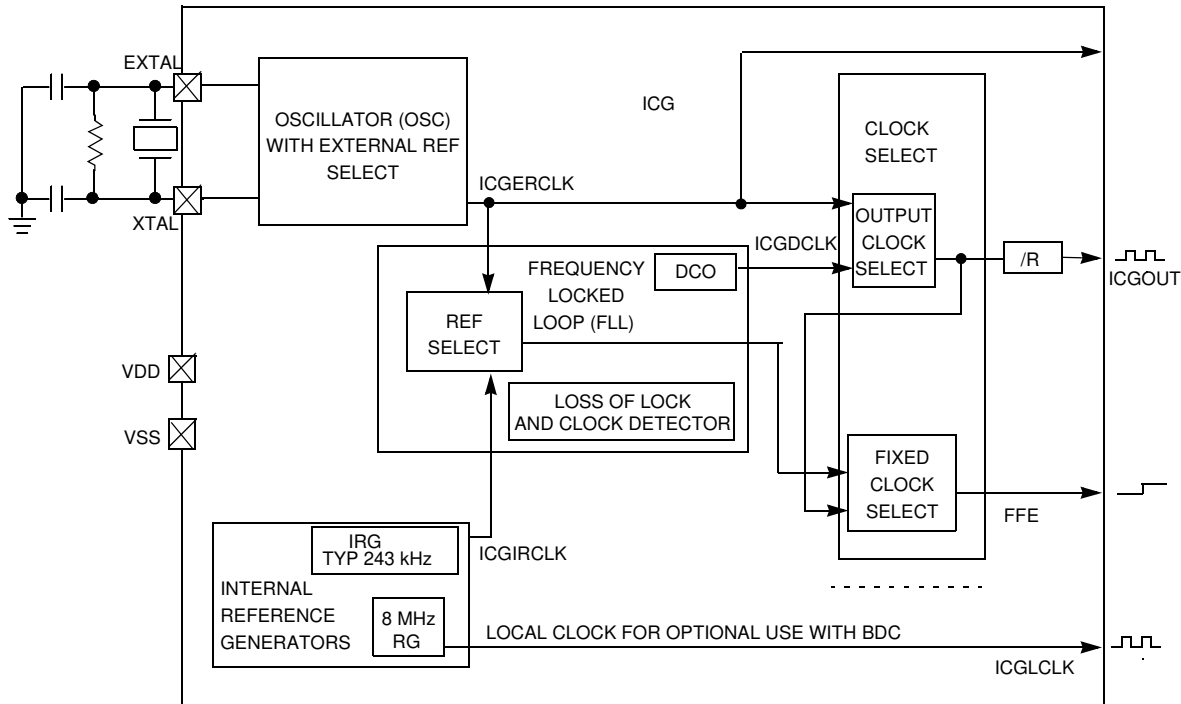 EXTAL
XTAL
OSCILLATOR (OSC)
WITH EXTERNAL REF
SELECT
ICG
ICGERCLK
CLOCK
SELECT
OUTPUT
CLOCK
SELECT
ICGDCLK
/R
ICGOUT
FREQUENCY
LOCKED
LOOP (FLL)
DCO
REF
SELECT
LOSS OF LOCK
AND CLOCK DETECTOR
VDD
VSS
FIXED
CLOCK
SELECT
FFE
IRG
TYP 243 kHz
ICGIRCLK
INTERNAL
REFERENCE
GENERATORS
8 MHz
RG
LOCAL CLOCK FOR OPTIONAL USE WITH BDC
ICGLCLK